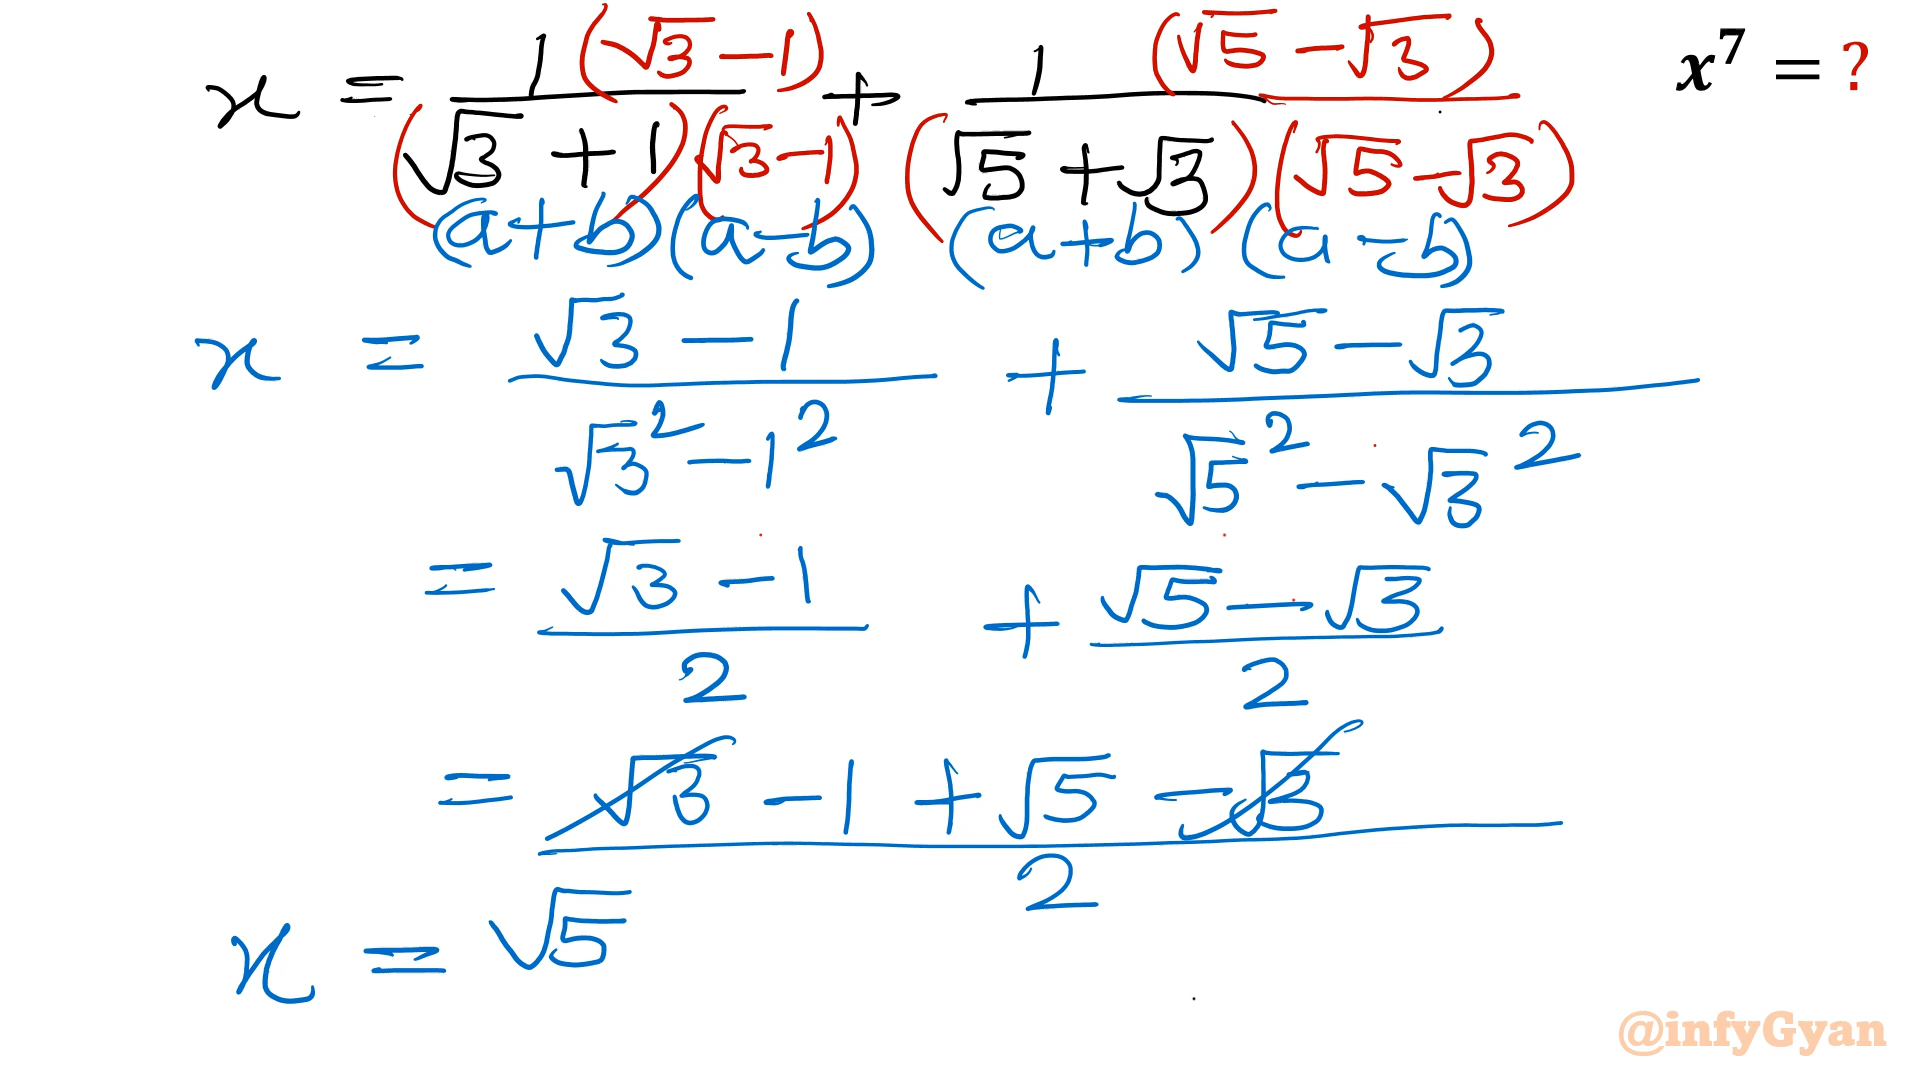 x = 1(√3 − 1) / (√3 + 1)(√3 − 1) + 1(√5 − √3) / (√5 + √3)(√5 − √3)
x⁷ = ?
(a + b)(a − b) (a + b)(a − b)
x = (√3 − 1) / (√3² − 1²) + (√5 − √3) / (√5² − √3²)
= (√3 − 1) / 2 + (√5 − √3) / 2
= (√3 − 1 + √5 − √3) / 2
x = √5
@infyGyan